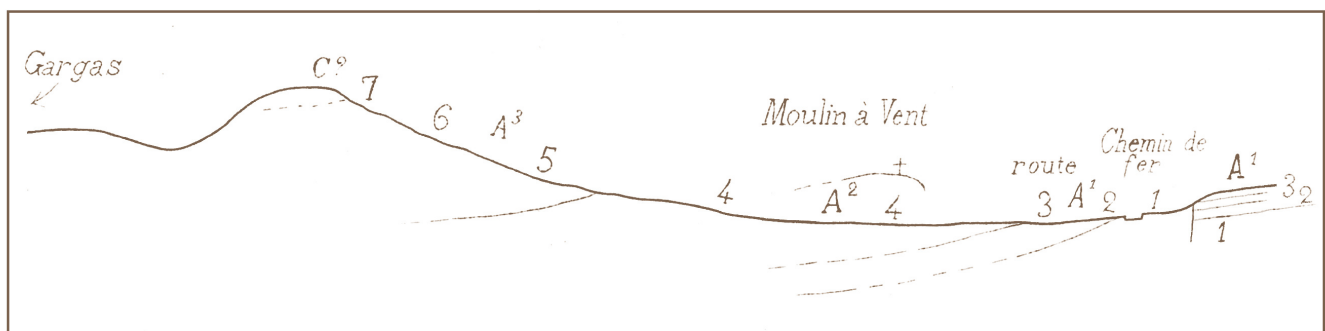 Gargas
C?
7
6
A³
5
4
Moulin à Vent
A²
4
route
3
A¹
2
Chemin de
fer
1
A¹
3
2
1